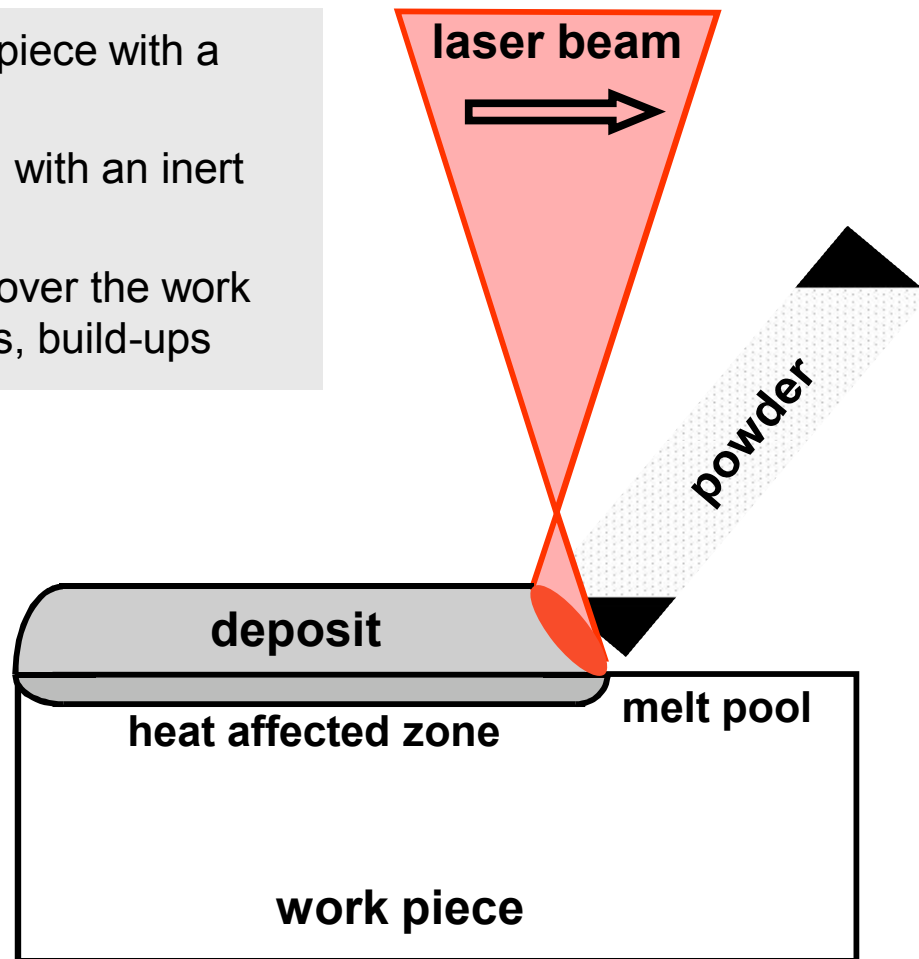 piece with a
with an inert
over the work
s, build-ups
laser beam
powder
deposit
melt pool
heat affected zone
work piece